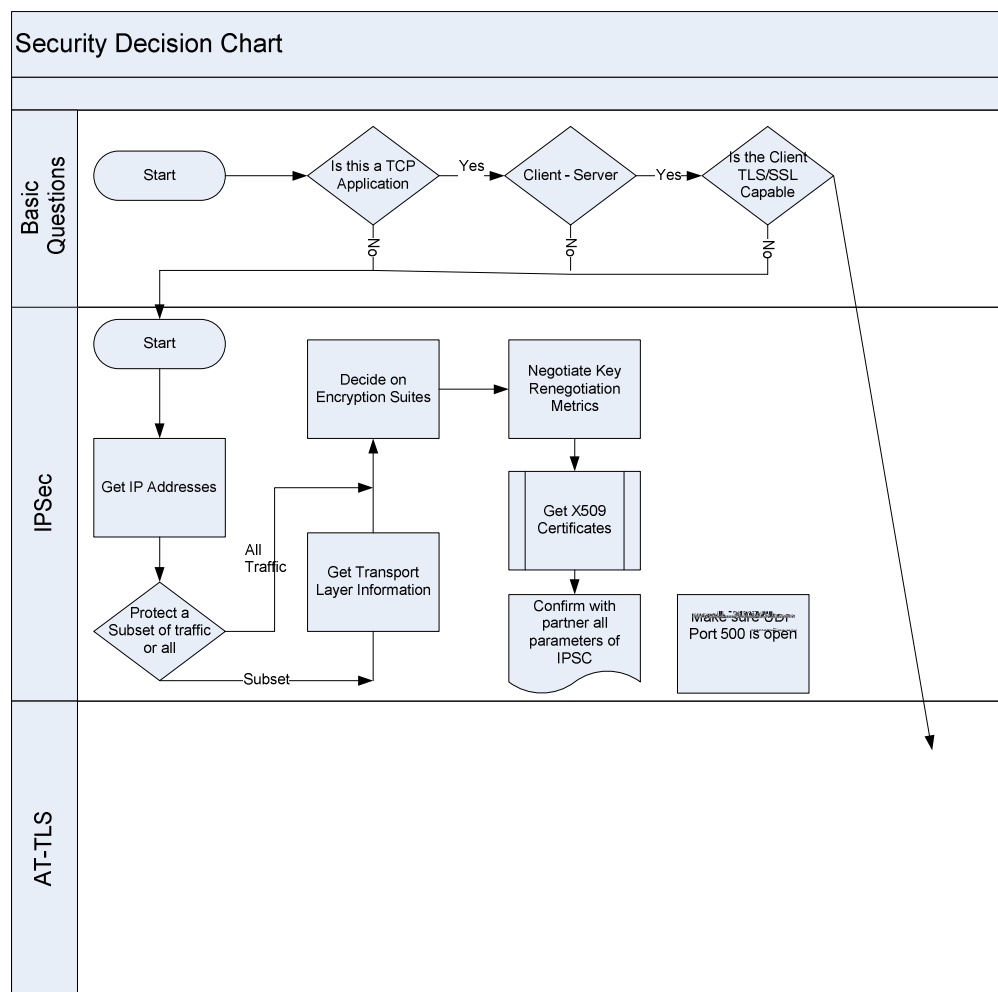 Security Decision Chart
Basic
Questions
Start
Is this a TCP
Application
Yes
Client - Server
Yes
Is the Client
TLS/SSL
Capable
No
No
No
IPSec
Start
Get IP Addresses
Protect a
Subset of traffic
or all
All
Traffic
Subset
Decide on
Encryption Suites
Get Transport
Layer Information
Negotiate Key
Renegotiation
Metrics
Get X509
Certificates
Confirm with
partner all
parameters of
IPSC
Make sure UDP
Port 500 is open
AT-TLS